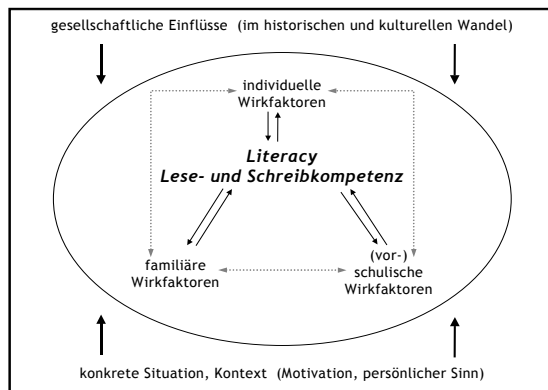 gesellschaftliche Einflüsse (im historischen und kulturellen Wandel)
individuelle
Wirkfaktoren
Literacy
Lese- und Schreibkompetenz
familiäre
Wirkfaktoren
(vor-)
schulische
Wirkfaktoren
konkrete Situation, Kontext (Motivation, persönlicher Sinn)